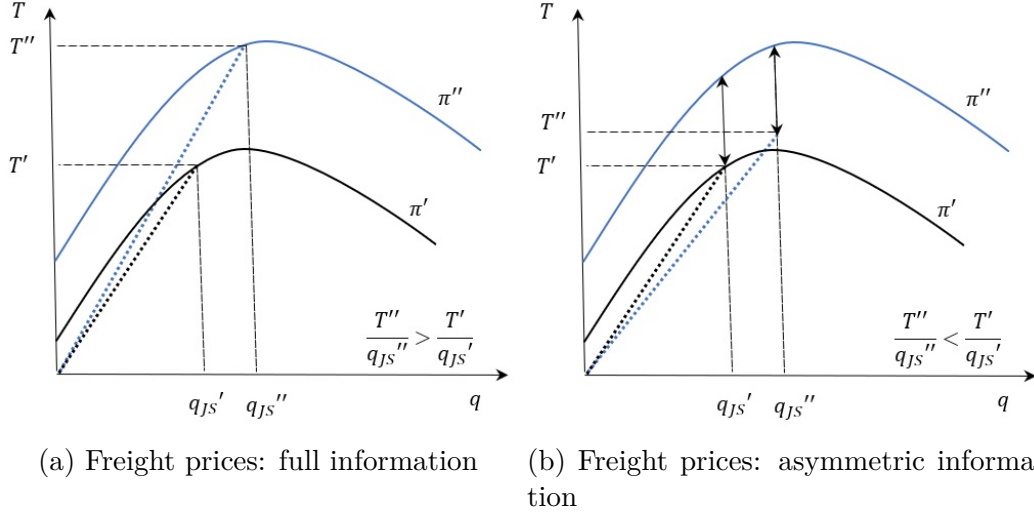 T
T''
T'
π''
π'
T''/q_JS'' > T'/q_JS'
q_JS'
q_JS''
q
(a) Freight prices: full information
T
T''
T'
π''
π'
T''/q_JS'' < T'/q_JS'
q_JS'
q_JS''
q
(b) Freight prices: asymmetric informa
tion